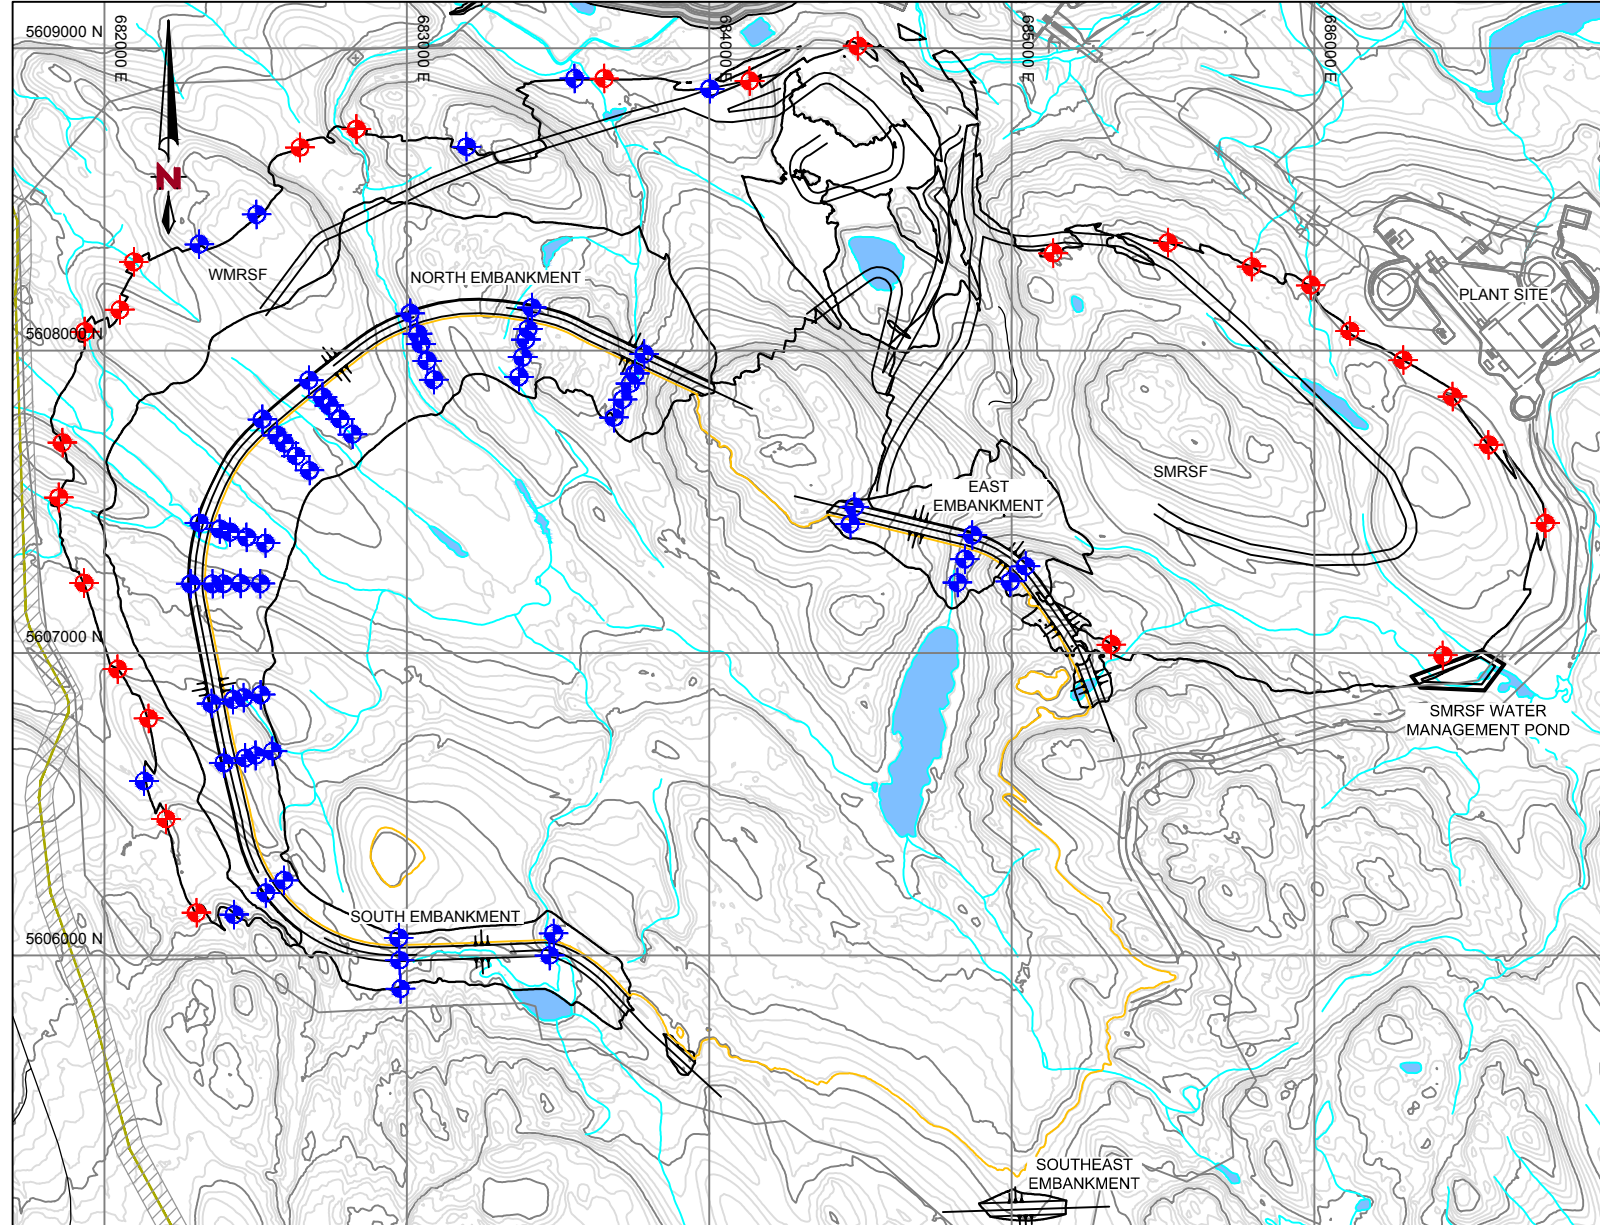 5609000 N
682000 E
683000 E
684000 E
685000 E
686000 E
N
WMRSF
NORTH EMBANKMENT
PLANT SITE
5608000 N
SMRSF
EAST
EMBANKMENT
5607000 N
SMRSF WATER
MANAGEMENT POND
SOUTH EMBANKMENT
5606000 N
SOUTHEAST
EMBANKMENT